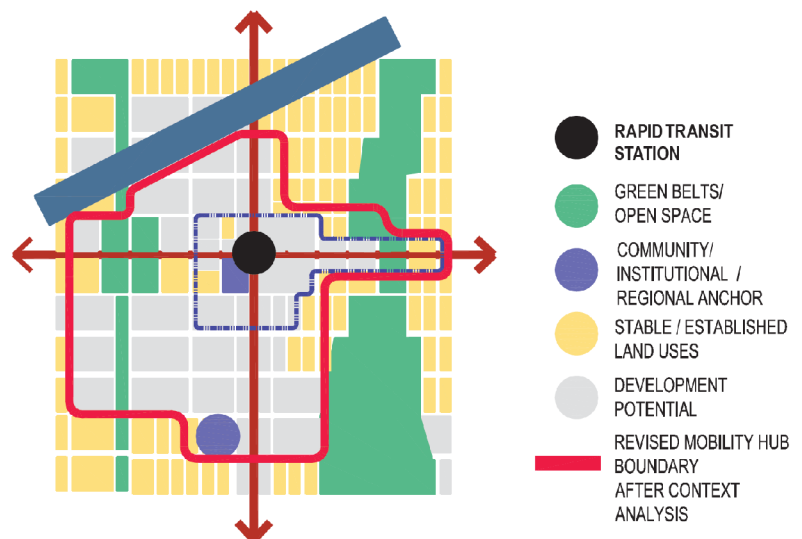 RAPID TRANSIT
STATION
GREEN BELTS/
OPEN SPACE
COMMUNITY/
INSTITUTIONAL /
REGIONAL ANCHOR
STABLE / ESTABLISHED
LAND USES
DEVELOPMENT
POTENTIAL
REVISED MOBILITY HUB
BOUNDARY
AFTER CONTEXT
ANALYSIS